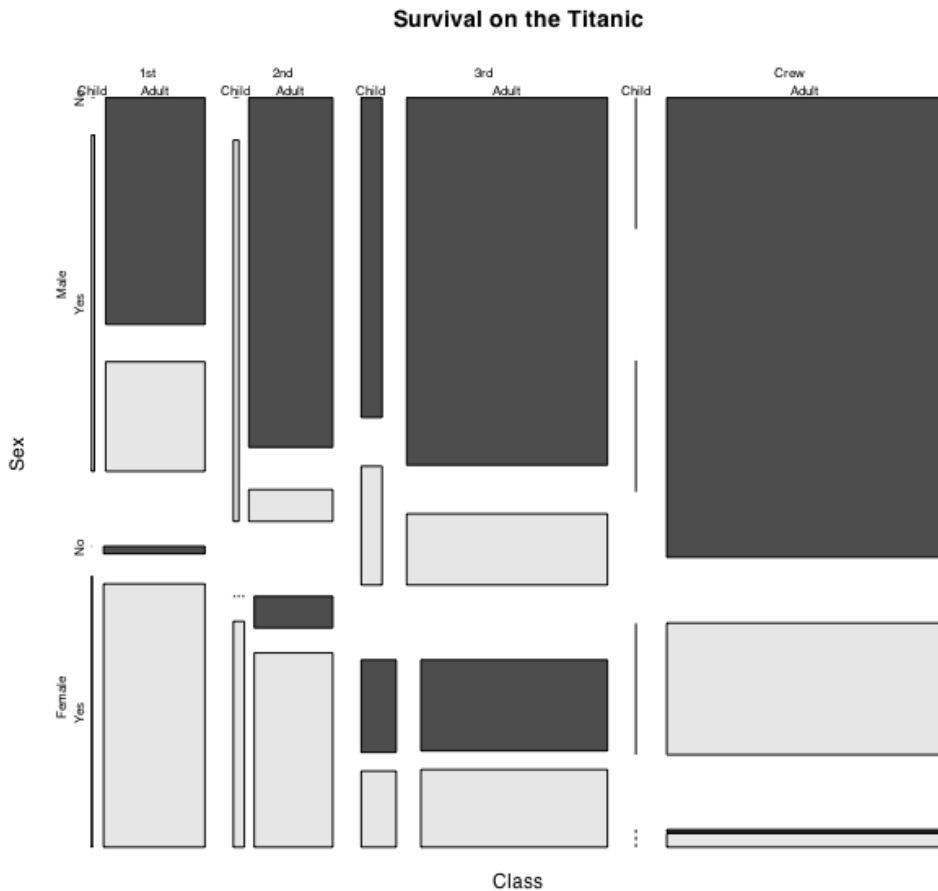 Survival on the Titanic
1st 2nd 3rd Crew
Child Adult Child Adult Child Adult Child Adult
No
Male
Yes
Sex
No
Female
Yes
Class